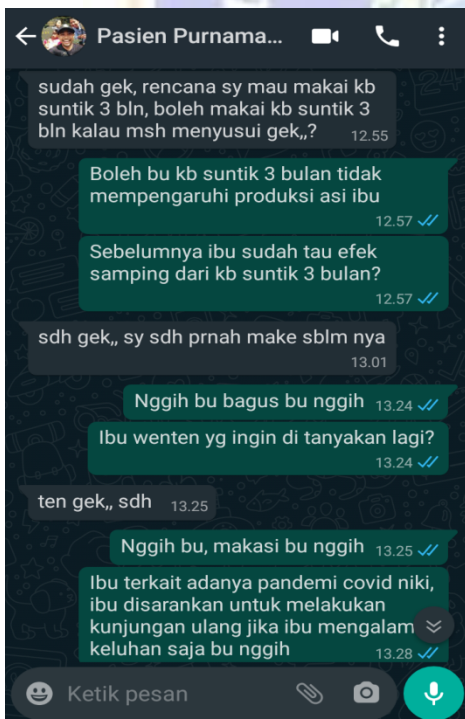 Pasien Purnama...
sudah gek, rencana sy mau makai kb
suntik 3 bln, boleh makai kb suntik 3
bln kalau msh menyusui gek,,?
12.55
Boleh bu kb suntik 3 bulan tidak
mempengaruhi produksi asi ibu
12.57
Sebelumnya ibu sudah tau efek
samping dari kb suntik 3 bulan?
12.57
sdh gek,, sy sdh prnah make sblm nya
13.01
Nggih bu bagus bu nggih 13.24
Ibu wenten yg ingin di tanyakan lagi?
13.24
ten gek,, sdh 13.25
Nggih bu, makasi bu nggih 13.25
Ibu terkait adanya pandemi covid niki,
ibu disarankan untuk melakukan
kunjungan ulang jika ibu mengalam
keluhan saja bu nggih 13.28
Ketik pesan